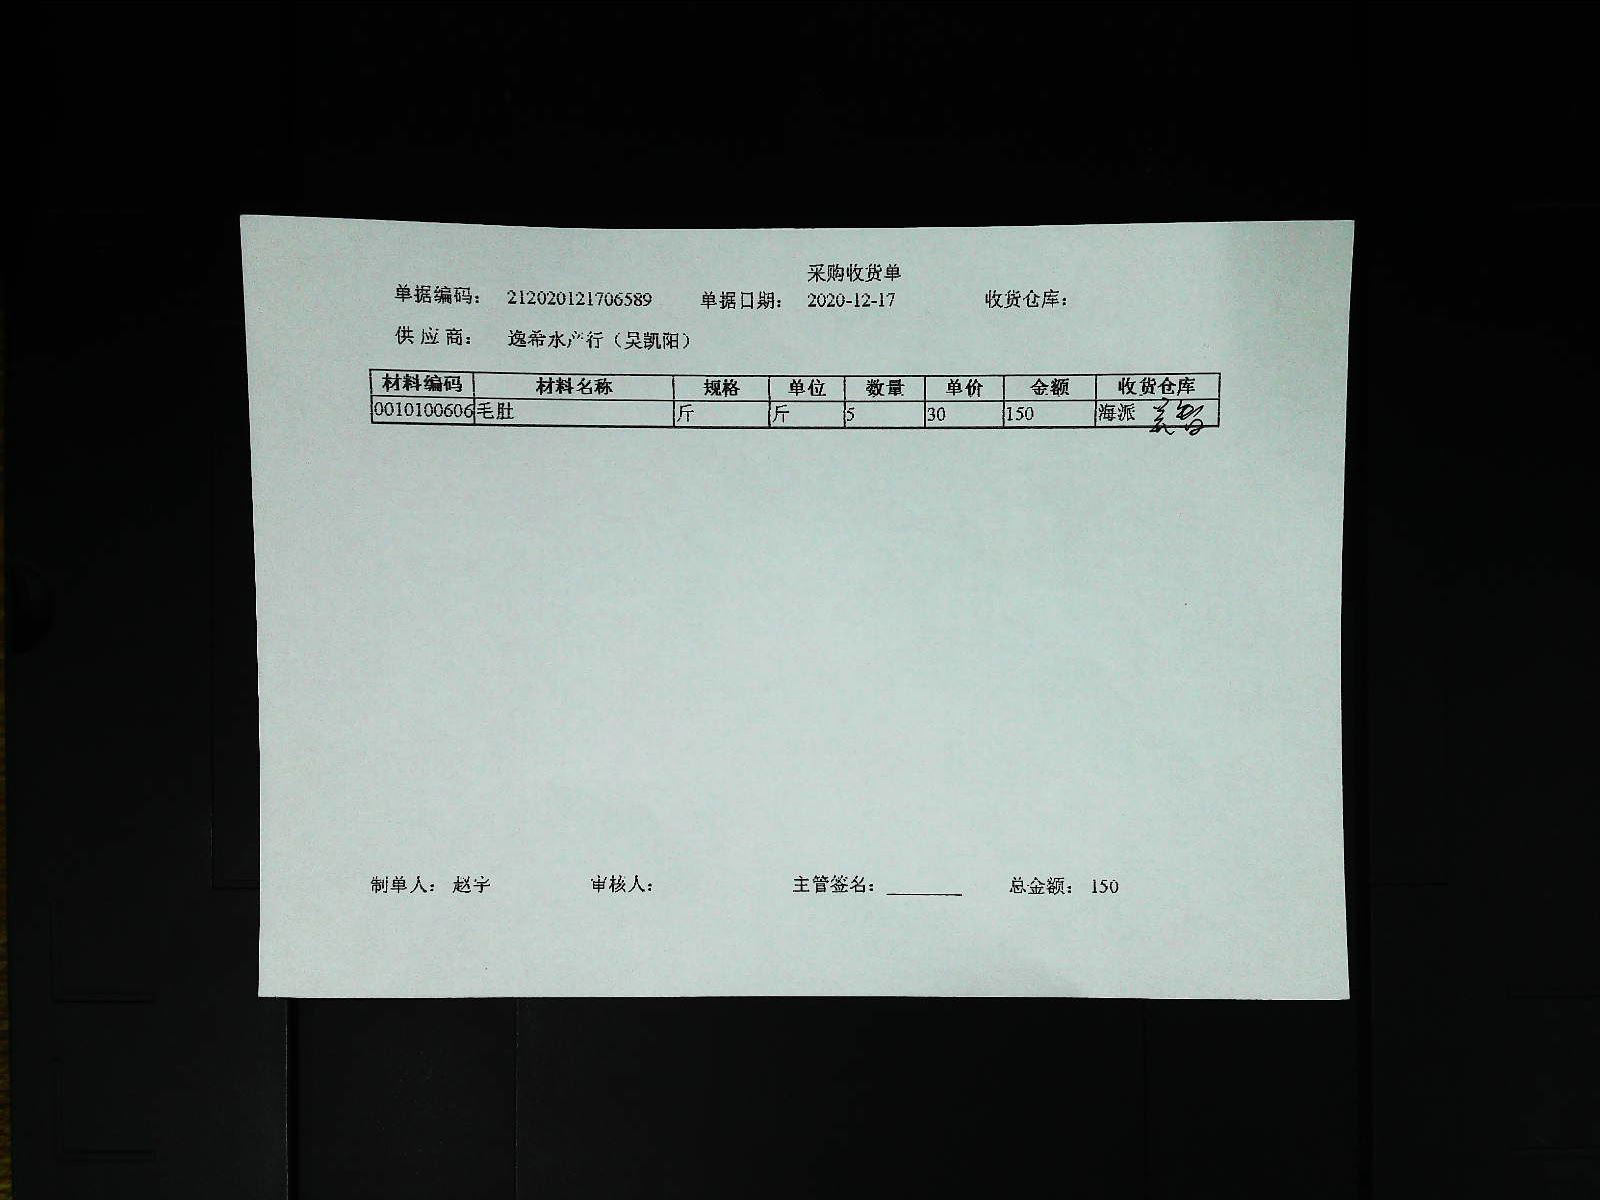 采购收货单
单据编码： 212020121706589 单据日期： 2020-12-17 收货仓库：
供 应 商： 逸希水产行（吴凯阳）
材料编码 材料名称 规格 单位 数量 单价 金额 收货仓库
0010100606 毛肚 斤 斤 5 30 150 海派
制单人： 赵宇 审核人： 主管签名： 总金额： 150